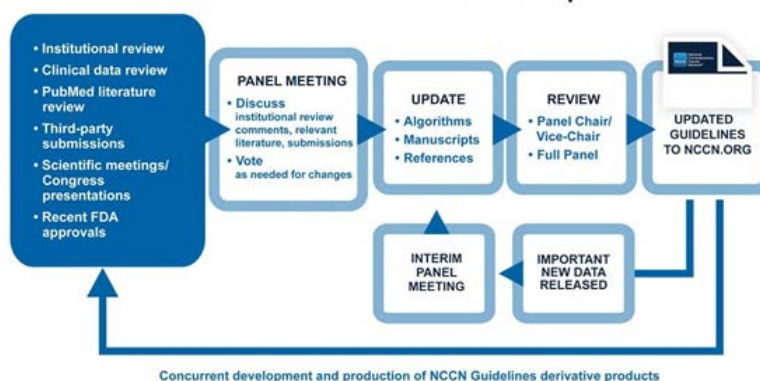 • Institutional review
• Clinical data review
• PubMed literature
review
• Third-party
submissions
• Scientific meetings/
Congress
presentations
• Recent FDA
approvals
PANEL MEETING
• Discuss
institutional review
comments, relevant
literature, submissions
• Vote
as needed for changes
UPDATE
• Algorithms
• Manuscripts
• References
REVIEW
• Panel Chair/
Vice-Chair
• Full Panel
NCCN
UPDATED
GUIDELINES
TO NCCN.ORG
INTERIM
PANEL
MEETING
IMPORTANT
NEW DATA
RELEASED
Concurrent development and production of NCCN Guidelines derivative products